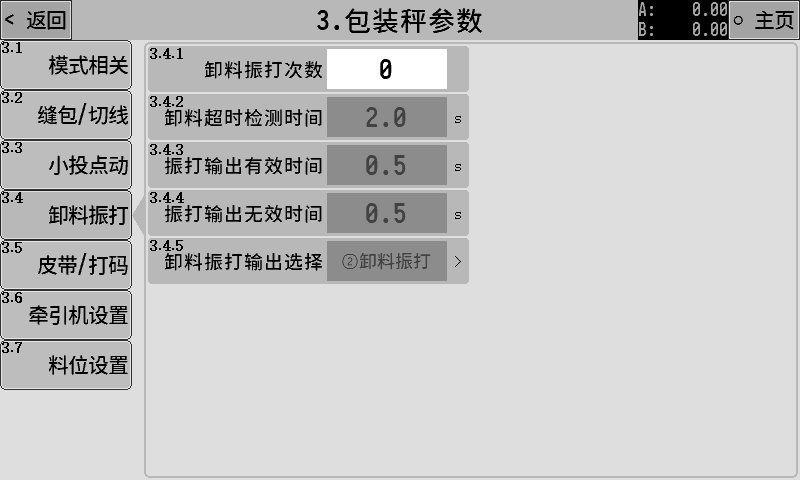 < 返回
3.包装秤参数
A: 0.00
B: 0.00
○ 主页
3.1 模式相关
3.2 缝包/切线
3.3 小投点动
3.4 卸料振打
3.5 皮带/打码
3.6 牵引机设置
3.7 料位设置
3.4.1 卸料振打次数 0
3.4.2 卸料超时检测时间 2.0 s
3.4.3 振打输出有效时间 0.5 s
3.4.4 振打输出无效时间 0.5 s
3.4.5 卸料振打输出选择 ②卸料振打 >